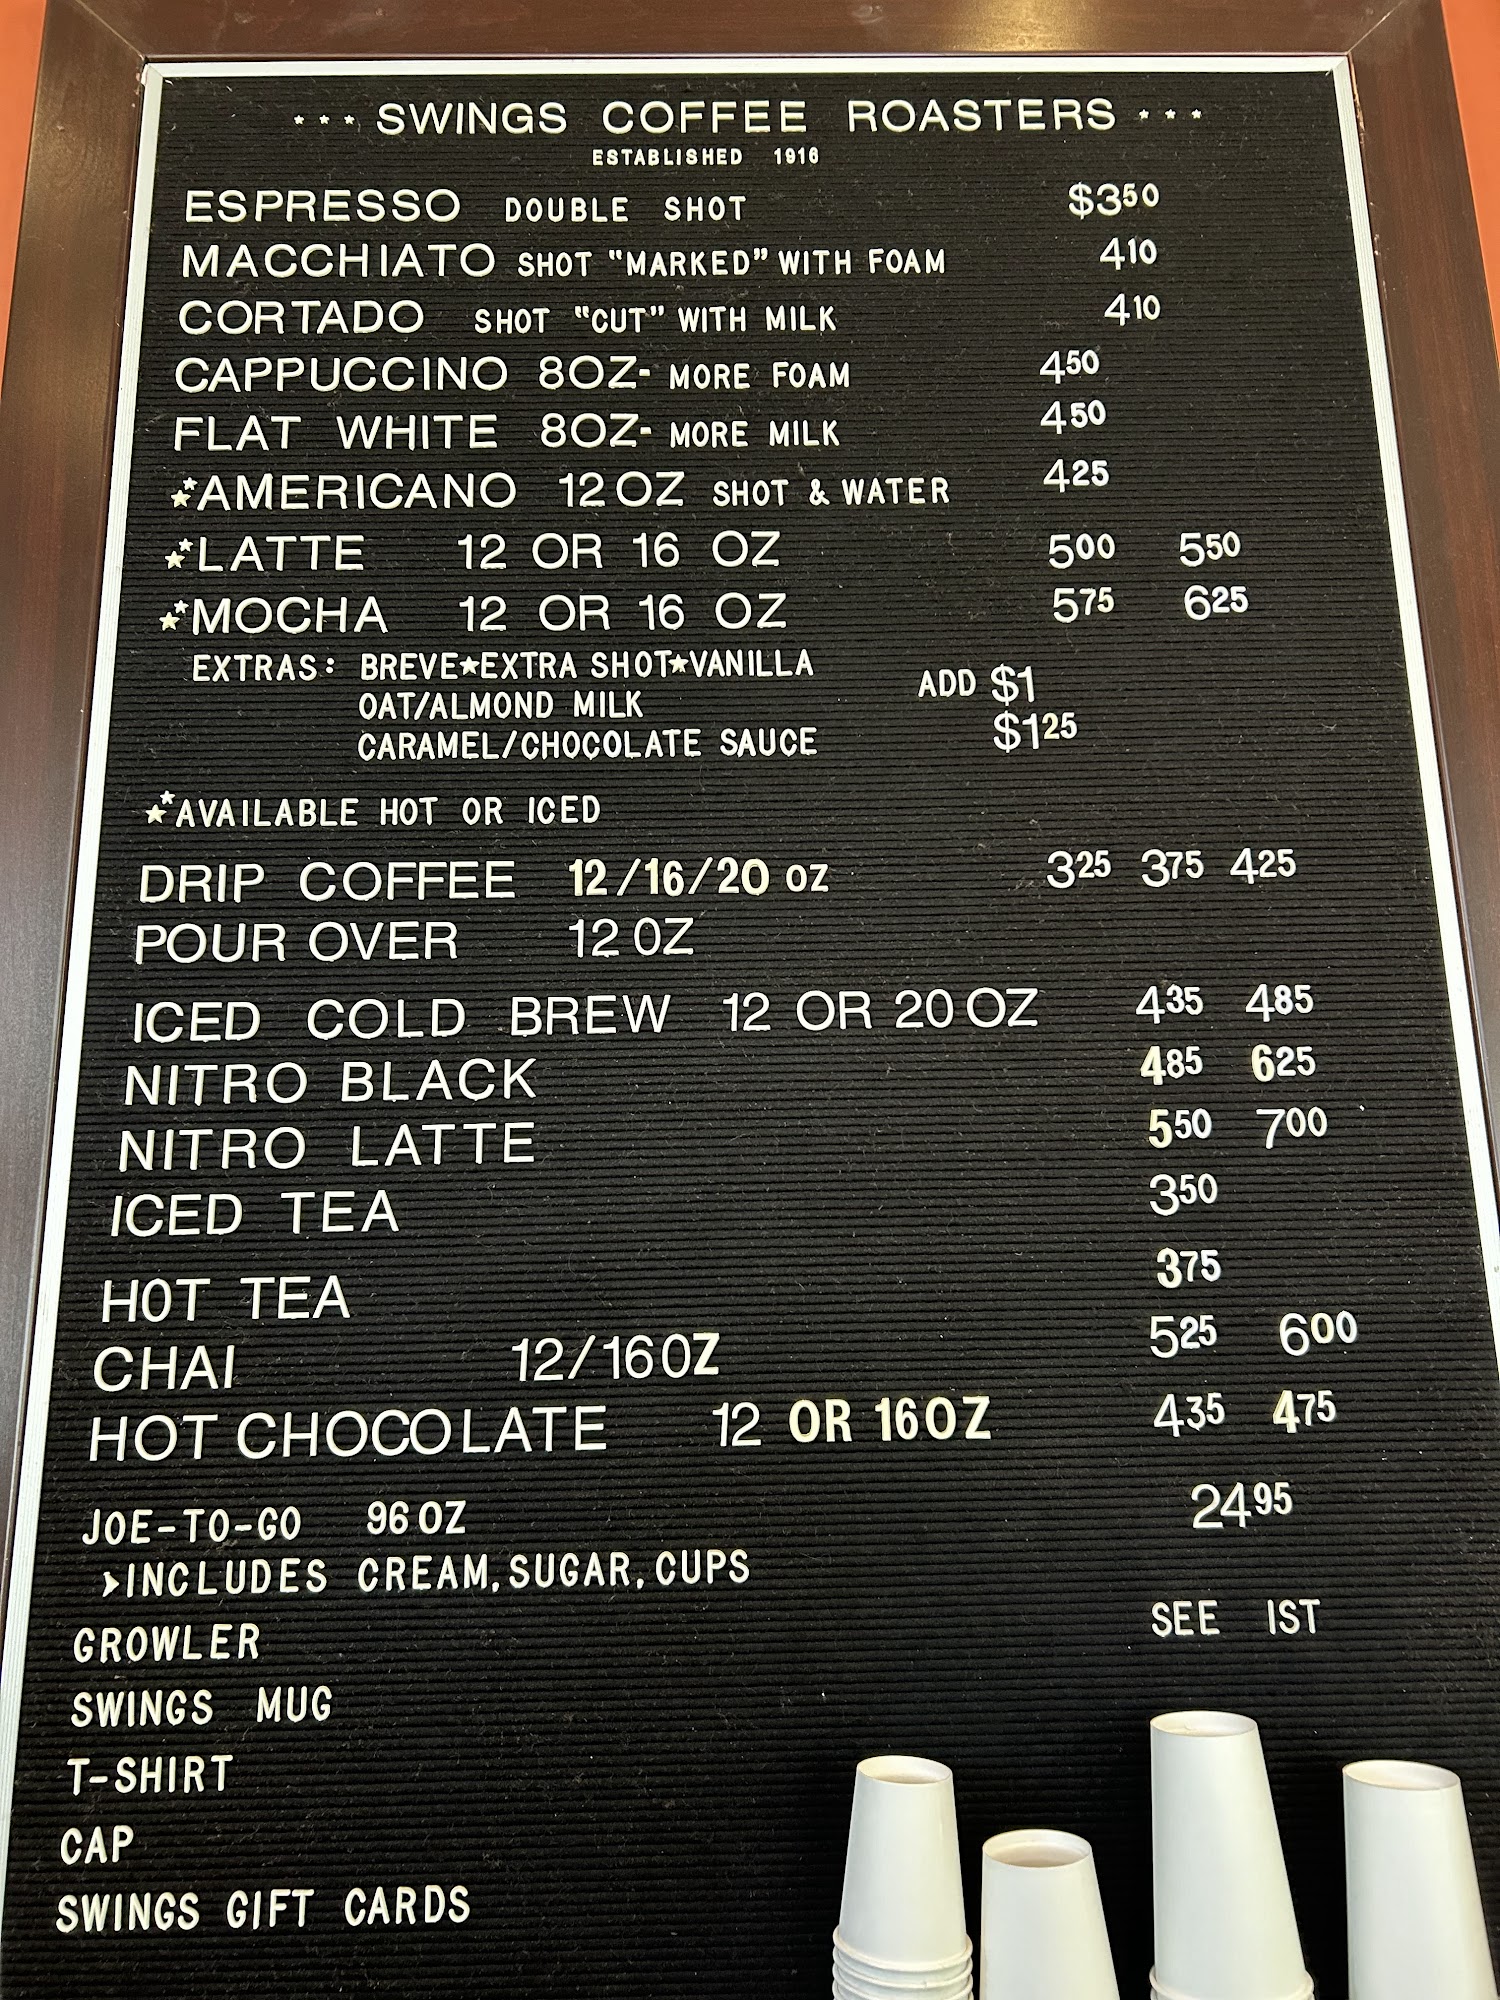 *** SWINGS COFFEE ROASTERS ***
ESTABLISHED 1916
ESPRESSO DOUBLE SHOT $350
MACCHIATO SHOT "MARKED" WITH FOAM 410
CORTADO SHOT "CUT" WITH MILK 410
CAPPUCCINO 8OZ- MORE FOAM 450
FLAT WHITE 8OZ- MORE MILK 450
**AMERICANO 12 OZ SHOT & WATER 425
**LATTE 12 OR 16 OZ 500 550
**MOCHA 12 OR 16 OZ 575 625
EXTRAS: BREVE★EXTRA SHOT★VANILLA ADD $1
OAT/ALMOND MILK
CARAMEL/CHOCOLATE SAUCE $125
**AVAILABLE HOT OR ICED
DRIP COFFEE 12/16/20 OZ 325 375 425
POUR OVER 12 OZ
ICED COLD BREW 12 OR 20 OZ 435 485
NITRO BLACK 485 625
NITRO LATTE 550 700
ICED TEA 350
HOT TEA 375
CHAI 12/16 OZ 525 600
HOT CHOCOLATE 12 OR 16 OZ 435 475
JOE-TO-GO 96 OZ 2495
➤INCLUDES CREAM, SUGAR, CUPS
GROWLER SEE IST
SWINGS MUG
T-SHIRT
CAP
SWINGS GIFT CARDS